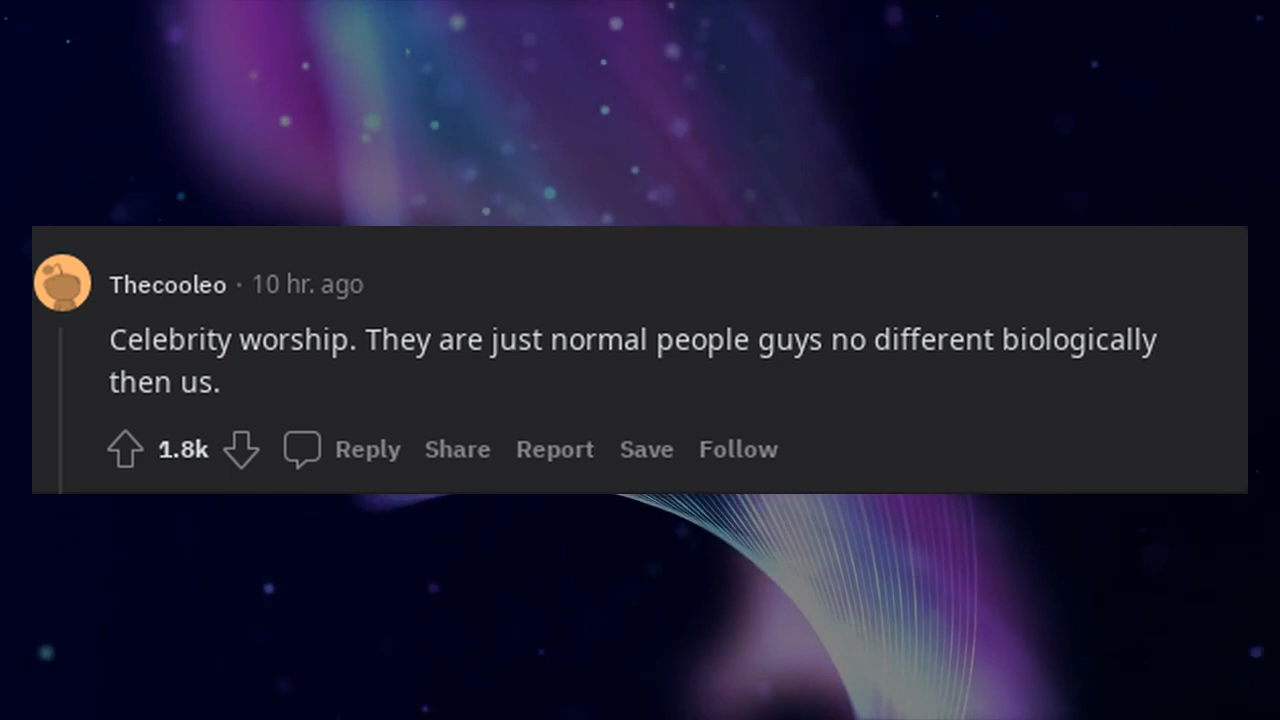 Thecooleo · 10 hr. ago
Celebrity worship. They are just normal people guys no different biologically
then us.
1.8k Reply Share Report Save Follow